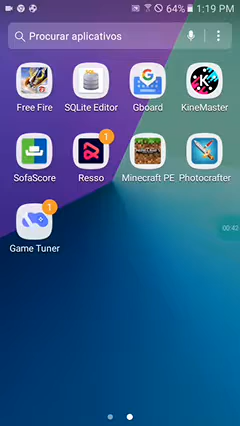 64% 1:19 PM
Procurar aplicativos
Free Fire SQLite Editor Gboard KineMaster
1
SofaScore Resso Minecraft PE Photocrafter
1
Game Tuner
00:42